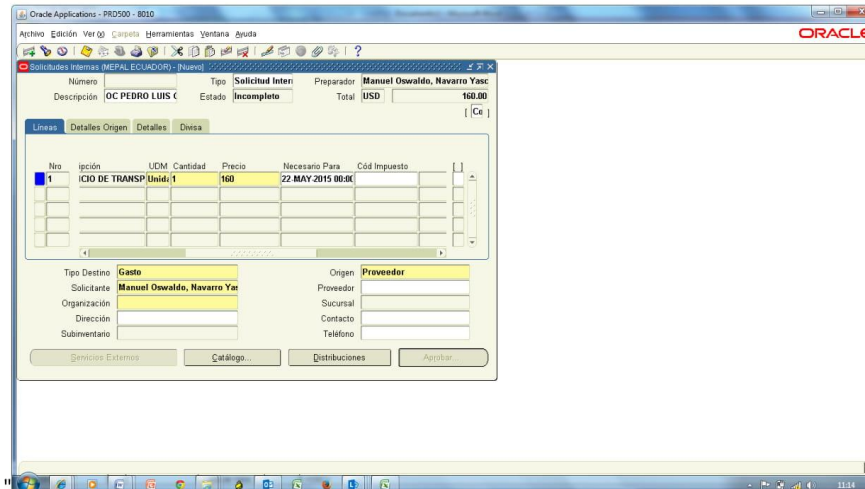 Oracle Applications - PRD500 - 8010
Archivo Edición Ver Carpeta Herramientas Ventana Ayuda
ORACLE
Solicitudes Internas (MEPAL ECUADOR) - [Nuevo]
Número Tipo Solicitud Intern Preparador Manuel Oswaldo, Navarro Yasc
Descripción OC PEDRO LUIS Estado Incompleto Total USD 160.00
[ Co ]
Líneas Detalles Origen Detalles Divisa
Nro ipción UDM Cantidad Precio Necesario Para Cód Impuesto [ ]
1 ICIO DE TRANSP Unida 1 160 22-MAY-2015 00:00
Tipo Destino Gasto Origen Proveedor
Solicitante Manuel Oswaldo, Navarro Yas Proveedor
Organización Sucursal
Dirección Contacto
Subinventario Teléfono
Servicios Externos Catálogo... Distribuciones Aprobar...
" 11:14